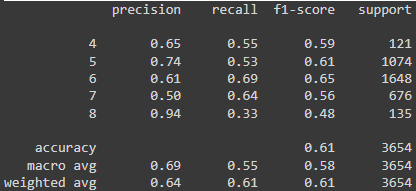 precision recall f1-score support
4 0.65 0.55 0.59 121
5 0.74 0.53 0.61 1074
6 0.61 0.69 0.65 1648
7 0.50 0.64 0.56 676
8 0.94 0.33 0.48 135
accuracy 0.61 3654
macro avg 0.69 0.55 0.58 3654
weighted avg 0.64 0.61 0.61 3654